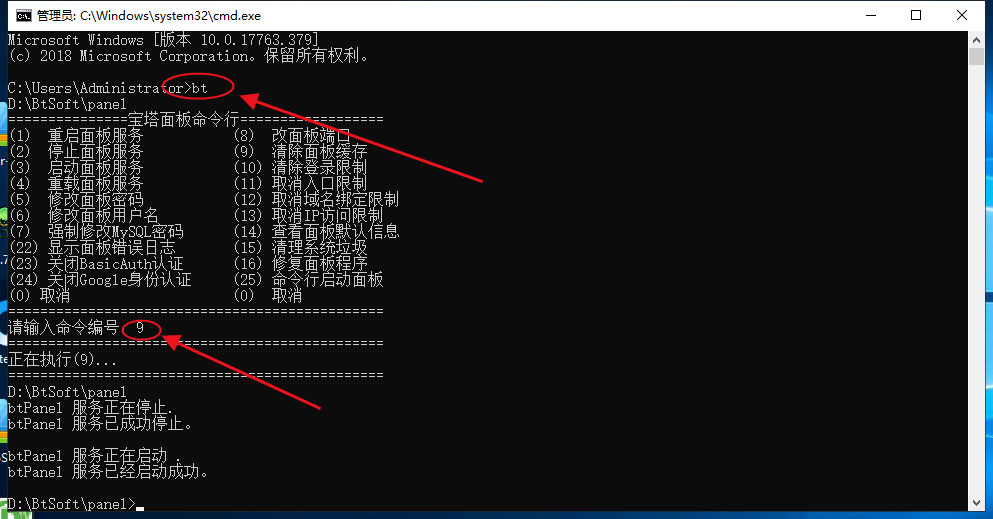 管理员: C:\Windows\system32\cmd.exe
Microsoft Windows [版本 10.0.17763.379]
(c) 2018 Microsoft Corporation。保留所有权利。
C:\Users\Administrator>bt
D:\BtSoft\panel
===============宝塔面板命令行==================
(1) 重启面板服务 (8) 改面板端口
(2) 停止面板服务 (9) 清除面板缓存
(3) 启动面板服务 (10) 清除登录限制
(4) 重载面板服务 (11) 取消入口限制
(5) 修改面板密码 (12) 取消域名绑定限制
(6) 修改面板用户名 (13) 取消IP访问限制
(7) 强制修改MySQL密码 (14) 查看面板默认信息
(22) 显示面板错误日志 (15) 清理系统垃圾
(23) 关闭BasicAuth认证 (16) 修复面板程序
(24) 关闭Google身份认证 (25) 命令行启动面板
(0) 取消 (0) 取消
===============================================
请输入命令编号 9
===============================================
正在执行(9)...
===============================================
D:\BtSoft\panel
btPanel 服务正在停止.
btPanel 服务已成功停止。
btPanel 服务正在启动 .
btPanel 服务已经启动成功。
D:\BtSoft\panel>